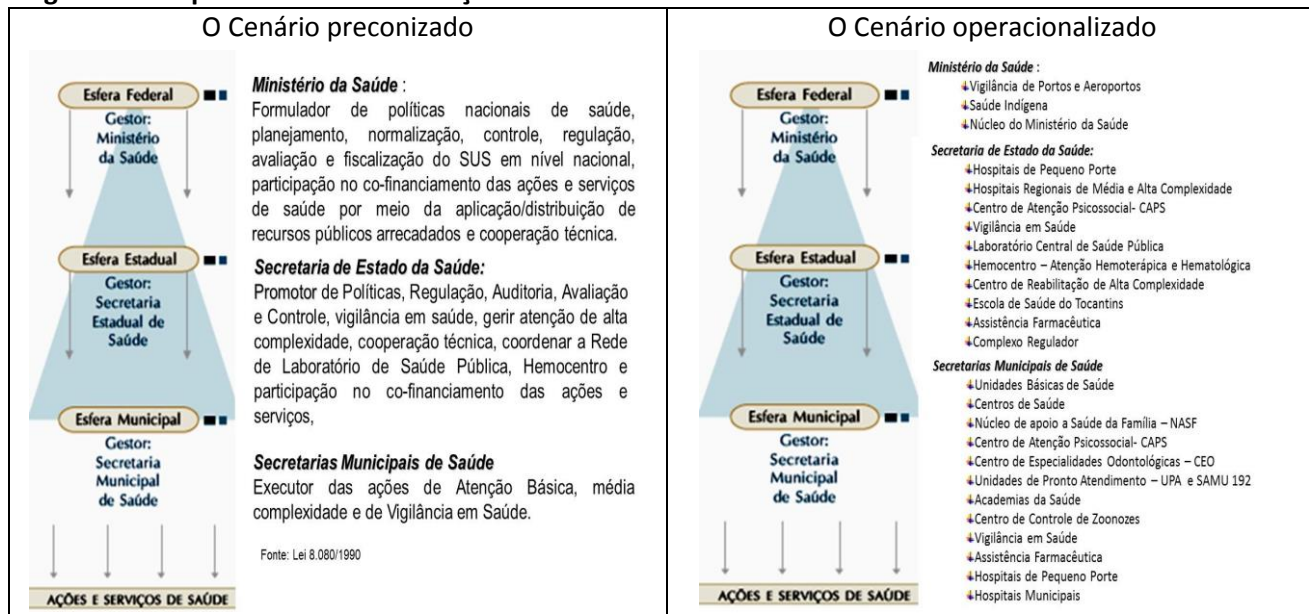 O Cenário preconizado
Esfera Federal
Gestor:
Ministério
da Saúde
Esfera Estadual
Gestor:
Secretaria
Estadual de
Saúde
Esfera Municipal
Gestor:
Secretaria
Municipal
de Saúde
AÇÕES E SERVIÇOS DE SAÚDE
Ministério da Saúde :
Formulador de políticas nacionais de saúde,
planejamento, normalização, controle, regulação,
avaliação e fiscalização do SUS em nível nacional,
participação no co-financiamento das ações e serviços
de saúde por meio da aplicação/distribuição de
recursos públicos arrecadados e cooperação técnica.
Secretaria de Estado da Saúde:
Promotor de Políticas, Regulação, Auditoria, Avaliação
e Controle, vigilância em saúde, gerir atenção de alta
complexidade, cooperação técnica, coordenar a Rede
de Laboratório de Saúde Pública, Hemocentro e
participação no co-financiamento das ações e
serviços,
Secretarias Municipais de Saúde
Executor das ações de Atenção Básica, média
complexidade e de Vigilância em Saúde.
Fonte: Lei 8.080/1990
O Cenário operacionalizado
Esfera Federal
Gestor:
Ministério
da Saúde
Esfera Estadual
Gestor:
Secretaria
Estadual de
Saúde
Esfera Municipal
Gestor:
Secretaria
Municipal
de Saúde
AÇÕES E SERVIÇOS DE SAÚDE
Ministério da Saúde :
Vigilância de Portos e Aeroportos
Saúde Indígena
Núcleo do Ministério da Saúde
Secretaria de Estado da Saúde:
Hospitais de Pequeno Porte
Hospitais Regionais de Média e Alta Complexidade
Centro de Atenção Psicossocial- CAPS
Vigilância em Saúde
Laboratório Central de Saúde Pública
Hemocentro – Atenção Hemoterápica e Hematológica
Centro de Reabilitação de Alta Complexidade
Escola de Saúde do Tocantins
Assistência Farmacêutica
Complexo Regulador
Secretarias Municipais de Saúde
Unidades Básicas de Saúde
Centros de Saúde
Núcleo de apoio a Saúde da Família – NASF
Centro de Atenção Psicossocial- CAPS
Centro de Especialidades Odontológicas – CEO
Unidades de Pronto Atendimento – UPA e SAMU 192
Academias da Saúde
Centro de Controle de Zoonozes
Vigilância em Saúde
Assistência Farmacêutica
Hospitais de Pequeno Porte
Hospitais Municipais